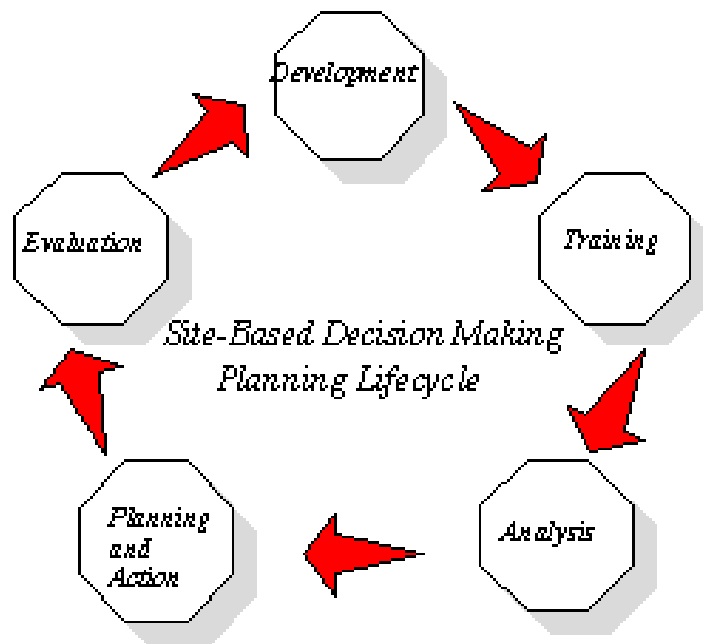 Development
Training
Analysis
Planning
and
Action
Evaluation
Site-Based Decision Making
Planning Lifecycle